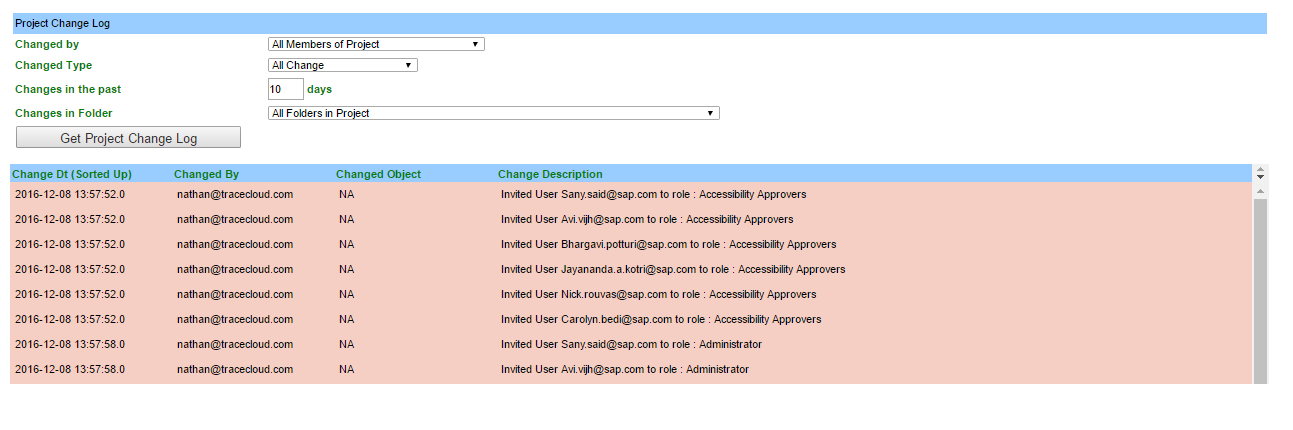 Project Change Log
Changed by All Members of Project
Changed Type All Change
Changes in the past 10 days
Changes in Folder All Folders in Project
Get Project Change Log
Change Dt (Sorted Up) Changed By Changed Object Change Description
2016-12-08 13:57:52.0 nathan@tracecloud.com NA Invited User Sany.said@sap.com to role : Accessibility Approvers
2016-12-08 13:57:52.0 nathan@tracecloud.com NA Invited User Avi.vijh@sap.com to role : Accessibility Approvers
2016-12-08 13:57:52.0 nathan@tracecloud.com NA Invited User Bhargavi.potturi@sap.com to role : Accessibility Approvers
2016-12-08 13:57:52.0 nathan@tracecloud.com NA Invited User Jayananda.a.kotri@sap.com to role : Accessibility Approvers
2016-12-08 13:57:52.0 nathan@tracecloud.com NA Invited User Nick.rouvas@sap.com to role : Accessibility Approvers
2016-12-08 13:57:52.0 nathan@tracecloud.com NA Invited User Carolyn.bedi@sap.com to role : Accessibility Approvers
2016-12-08 13:57:58.0 nathan@tracecloud.com NA Invited User Sany.said@sap.com to role : Administrator
2016-12-08 13:57:58.0 nathan@tracecloud.com NA Invited User Avi.vijh@sap.com to role : Administrator